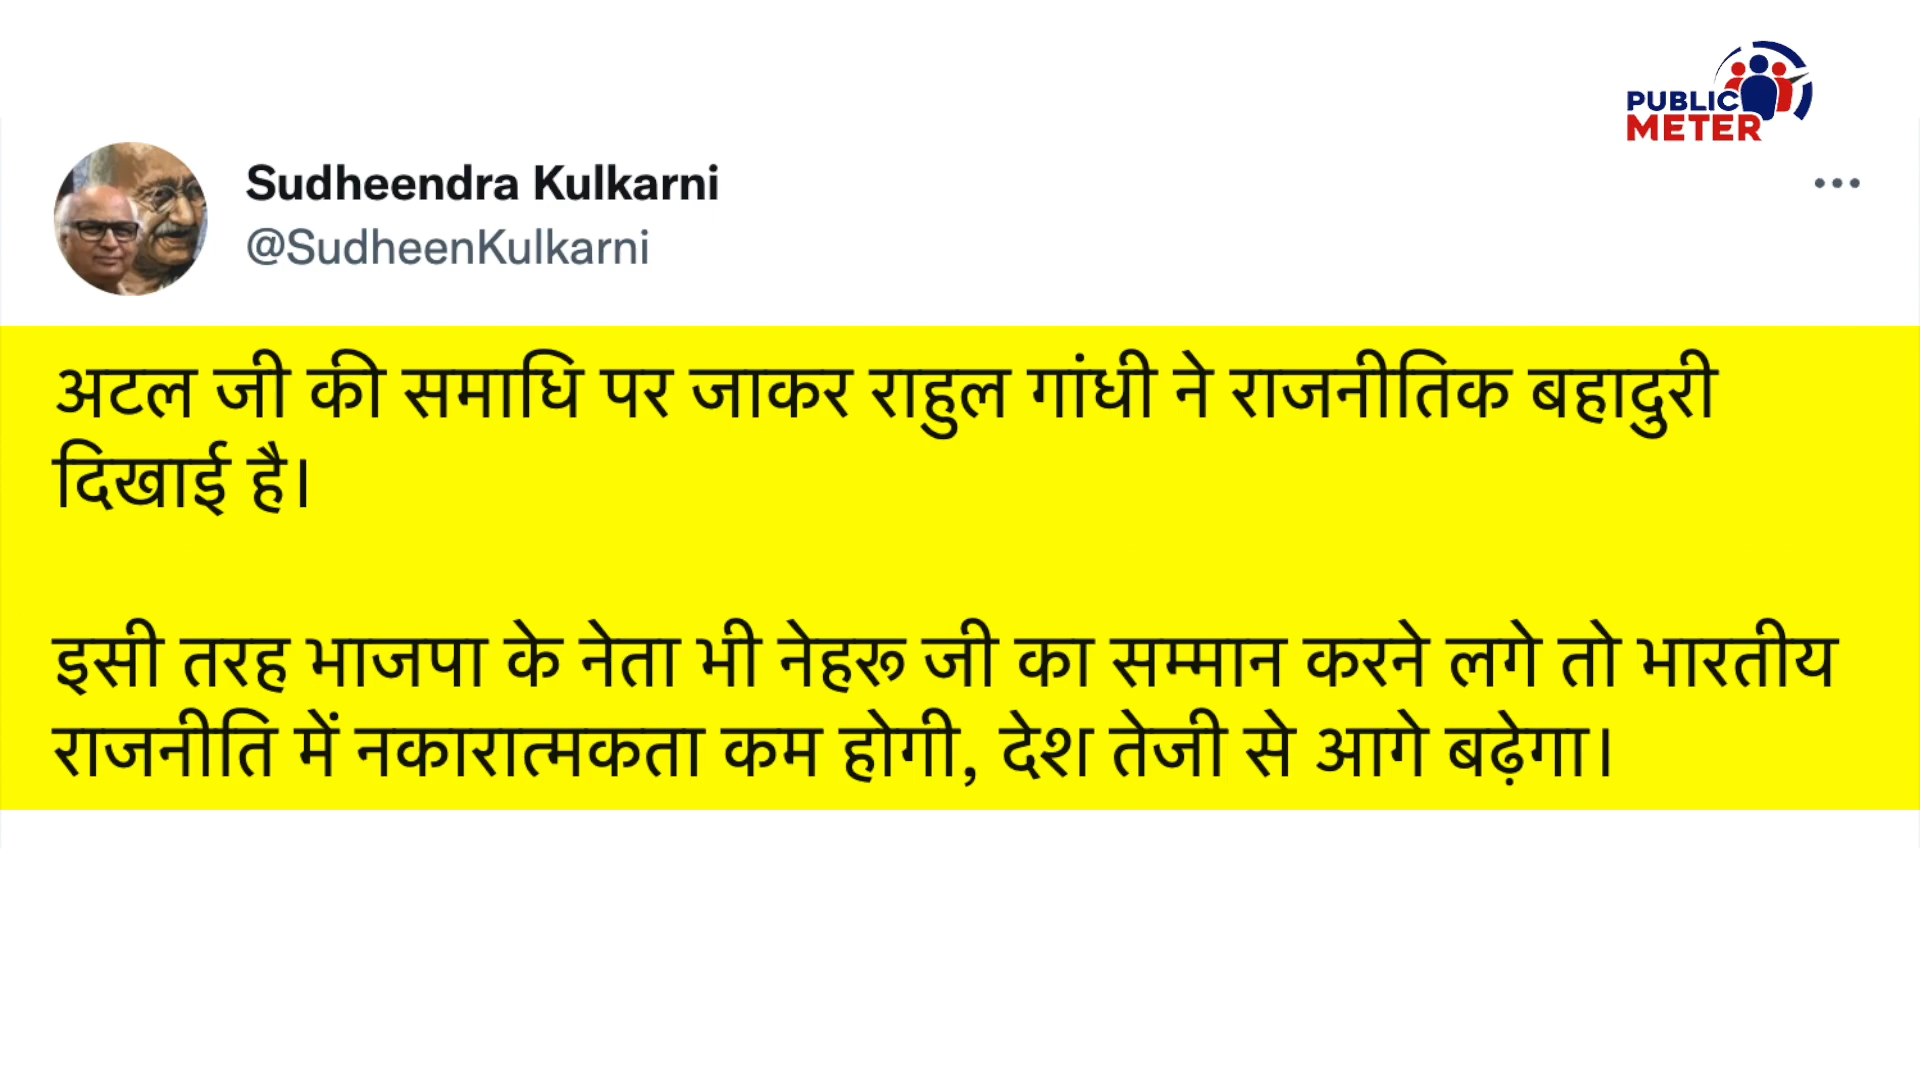 PUBLIC
METER
Sudheendra Kulkarni
@SudheenKulkarni
अटल जी की समाधि पर जाकर राहुल गांधी ने राजनीतिक बहादुरी
दिखाई है।
इसी तरह भाजपा के नेता भी नेहरू जी का सम्मान करने लगे तो भारतीय
राजनीति में नकारात्मकता कम होगी, देश तेजी से आगे बढ़ेगा।